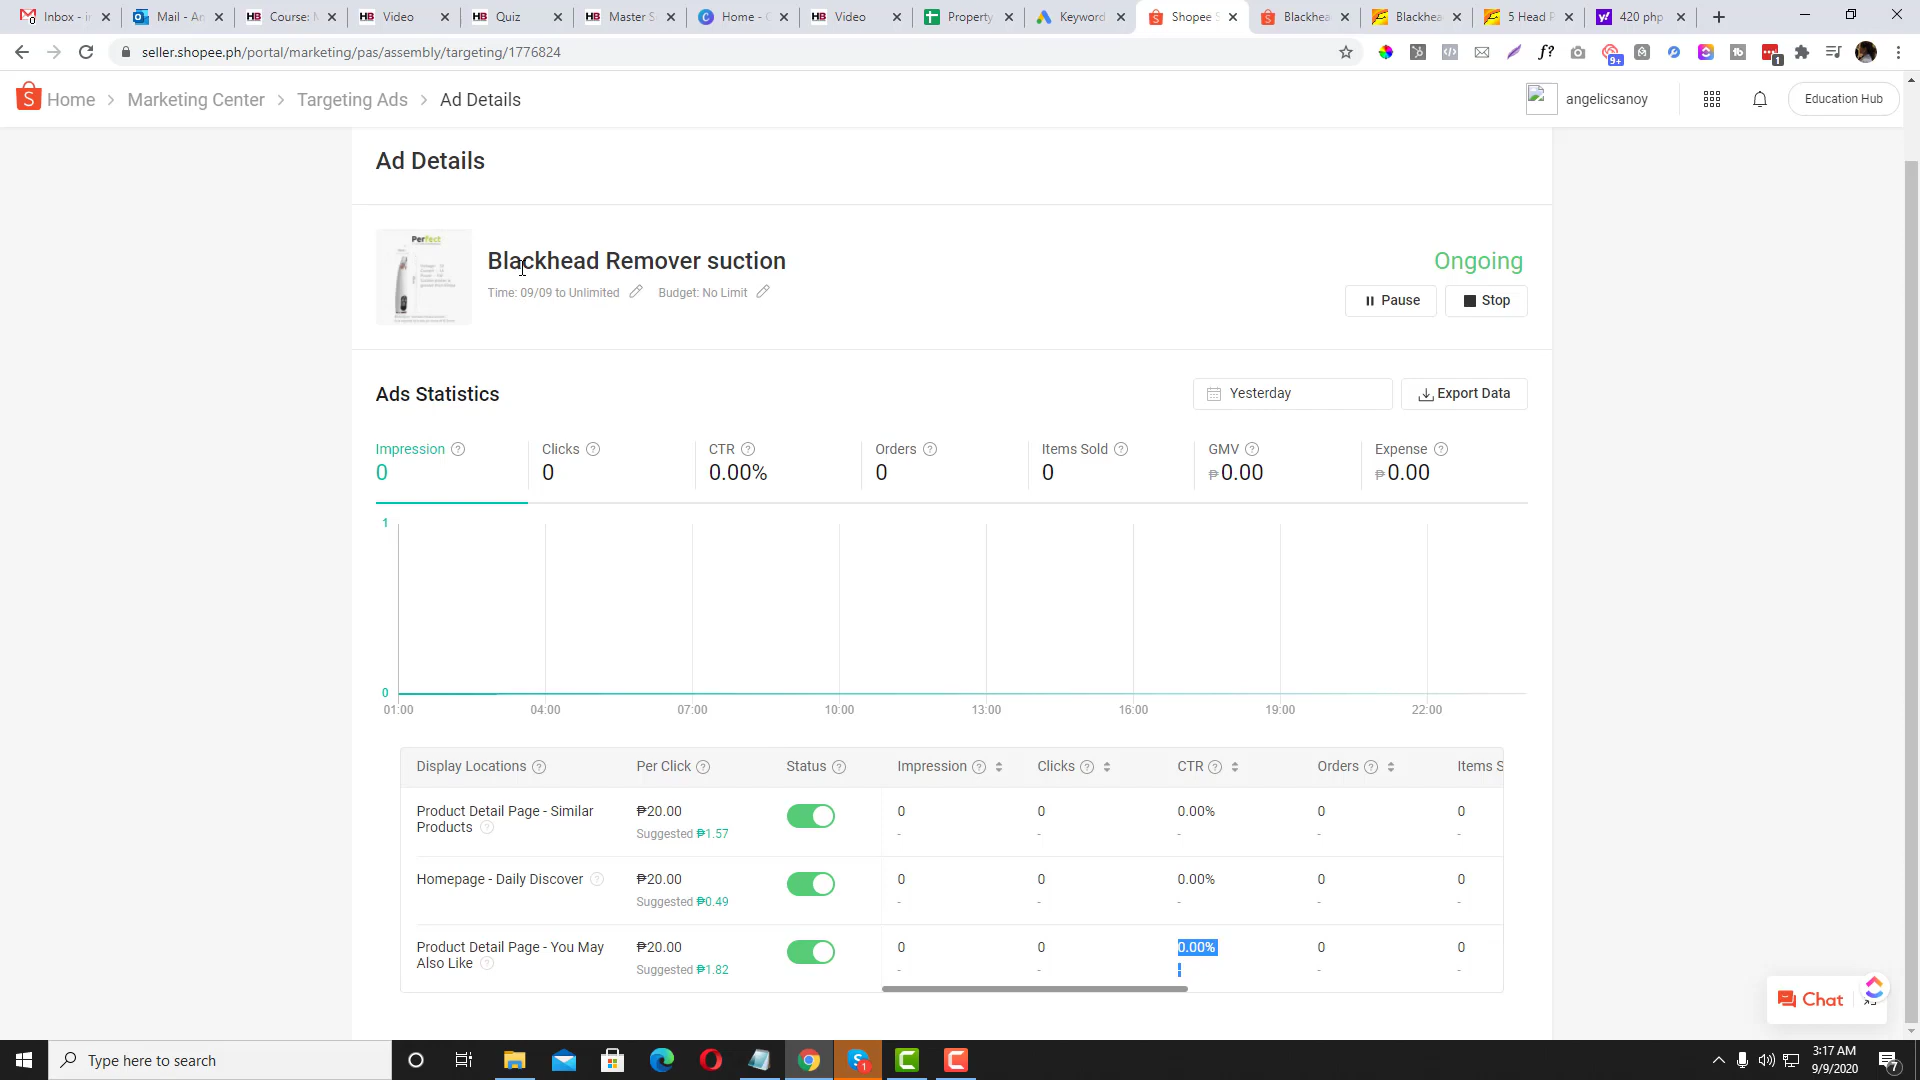 Inbox - in
Mail - An
Course: M
Video
Quiz
Master S
Home - C
Video
Property
Keyword
Shopee S
Blackhea
Blackhea
5 Head P
420 php
seller.shopee.ph/portal/marketing/pas/assembly/targeting/1776824
Home > Marketing Center > Targeting Ads > Ad Details
angelicsanoy
Education Hub
Ad Details
Perfect
Blackhead Remover suction
Time: 09/09 to Unlimited Budget: No Limit
Ongoing
Pause
Stop
Ads Statistics
Yesterday
Export Data
Impression Clicks CTR Orders Items Sold GMV Expense
0 0 0.00% 0 0 ₱0.00 ₱0.00
1
0
01:00 04:00 07:00 10:00 13:00 16:00 19:00 22:00
Display Locations Per Click Status Impression Clicks CTR Orders Items S
Product Detail Page - Similar Products ₱20.00 0 0 0.00% 0 0
Suggested ₱1.57 - - - - -
Homepage - Daily Discover ₱20.00 0 0 0.00% 0 0
Suggested ₱0.49 - - - - -
Product Detail Page - You May Also Like ₱20.00 0 0 0.00% 0 0
Suggested ₱1.82 - - - - -
Chat
Type here to search
3:17 AM
9/9/2020